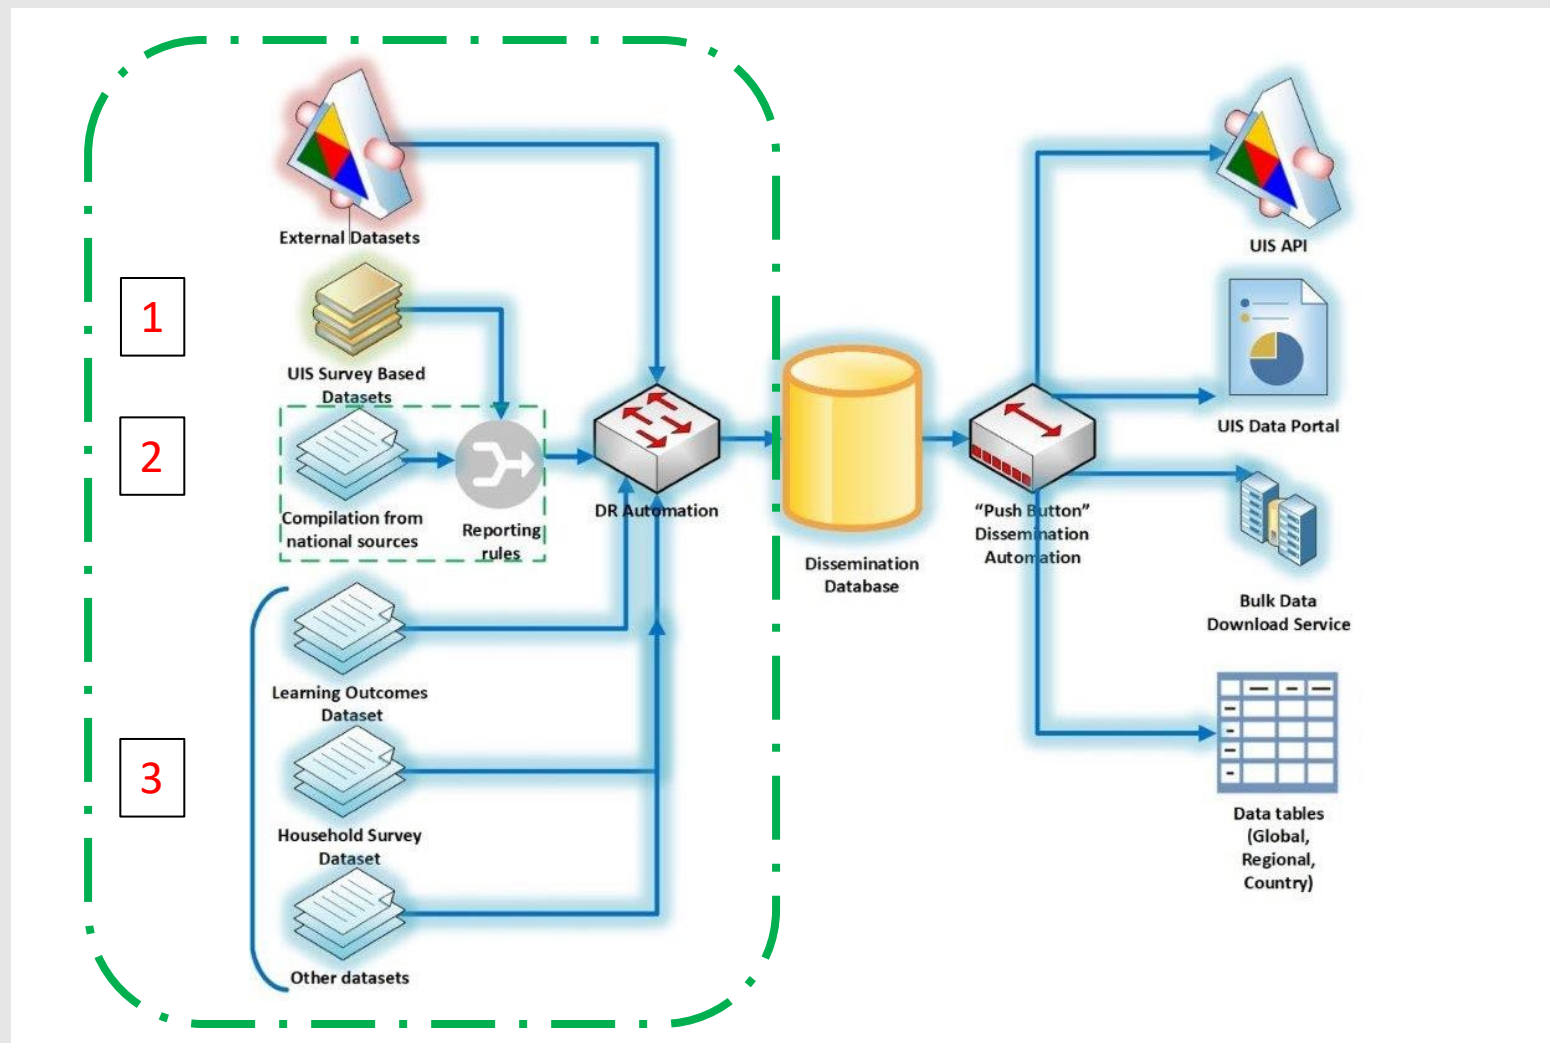 External Datasets
1
UIS Survey Based
Datasets
2
Compilation from
national sources
Reporting
rules
DR Automation
Learning Outcomes
Dataset
3
Household Survey
Dataset
Other datasets
Dissemination
Database
“Push Button”
Dissemination
Automation
UIS API
UIS Data Portal
Bulk Data
Download Service
Data tables
(Global,
Regional,
Country)